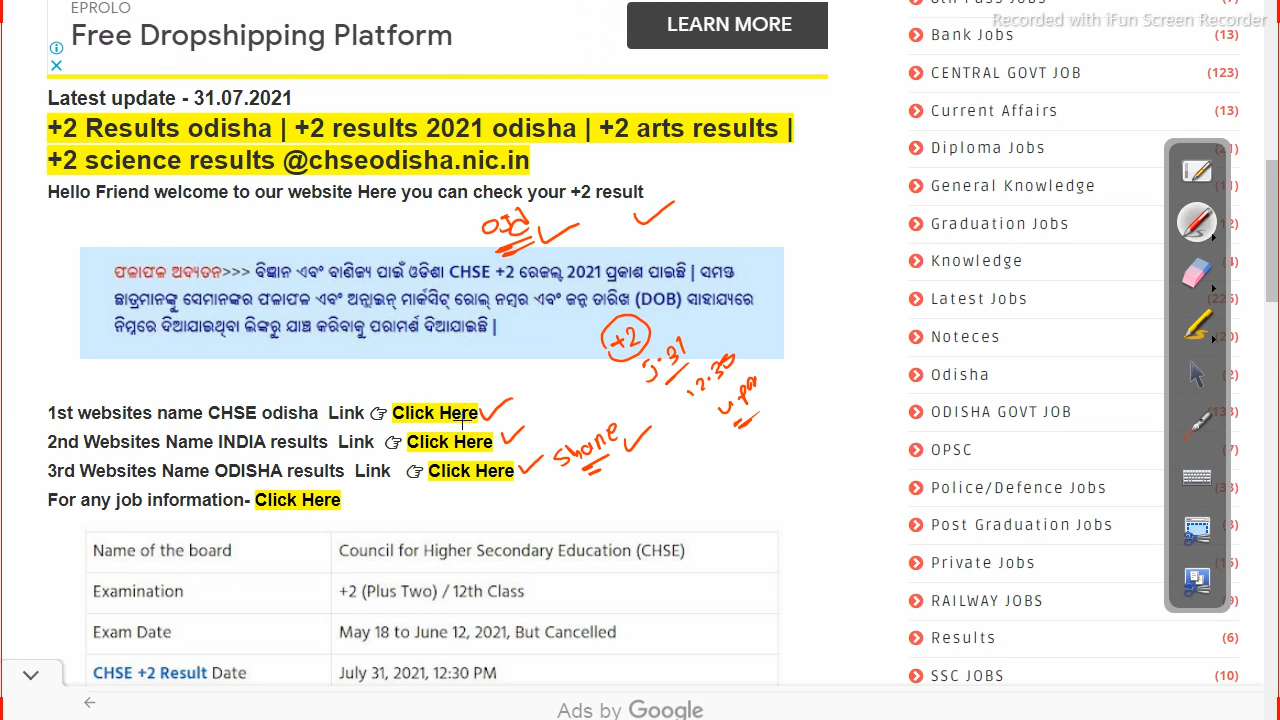 EPROLO
Free Dropshipping Platform
LEARN MORE
Latest update - 31.07.2021
+2 Results odisha | +2 results 2021 odisha | +2 arts results |
+2 science results @chseodisha.nic.in
Hello Friend welcome to our website Here you can check your +2 result
ଫଳାଫଳ ଅଦ୍ୟତନ>>> ବିଜ୍ଞାନ ଏବଂ ବାଣିଜ୍ୟ ପାଇଁ ଓଡିଶା CHSE +2 ରେଜଲ୍ଟ 2021 ପ୍ରକାଶ ପାଇଛି | ସମସ୍ତ
ଛାତ୍ରମାନଙ୍କୁ ସେମାନଙ୍କର ଫଳାଫଳ ଏବଂ ଅନ୍ଲାଇନ୍ ମାର୍କସିଟ୍ ରୋଲ୍ ନମ୍ବର ଏବଂ ଜନ୍ମ ତାରିଖ (DOB) ସାହାଯ୍ୟରେ
ନିମ୍ନରେ ଦିଆଯାଇଥିବା ଲିଙ୍କରୁ ଯାଞ୍ଚ କରିବାକୁ ପରାମର୍ଶ ଦିଆଯାଇଛି |
+2
31
12.30
Share
1st websites name CHSE odisha Link 👉 Click Here
2nd Websites Name INDIA results Link 👉 Click Here
3rd Websites Name ODISHA results Link 👉 Click Here
For any job information- Click Here
Name of the board Council for Higher Secondary Education (CHSE)
Examination +2 (Plus Two) / 12th Class
Exam Date May 18 to June 12, 2021, But Cancelled
CHSE +2 Result Date July 31, 2021, 12:30 PM
Ads by Google
Recorded with iFun Screen Recorder
Bank Jobs (13)
CENTRAL GOVT JOB (123)
Current Affairs (13)
Diploma Jobs
General Knowledge
Graduation Jobs
Knowledge
Latest Jobs
Noteces
Odisha
ODISHA GOVT JOB
OPSC
Police/Defence Jobs
Post Graduation Jobs
Private Jobs
RAILWAY JOBS
Results (6)
SSC JOBS (10)